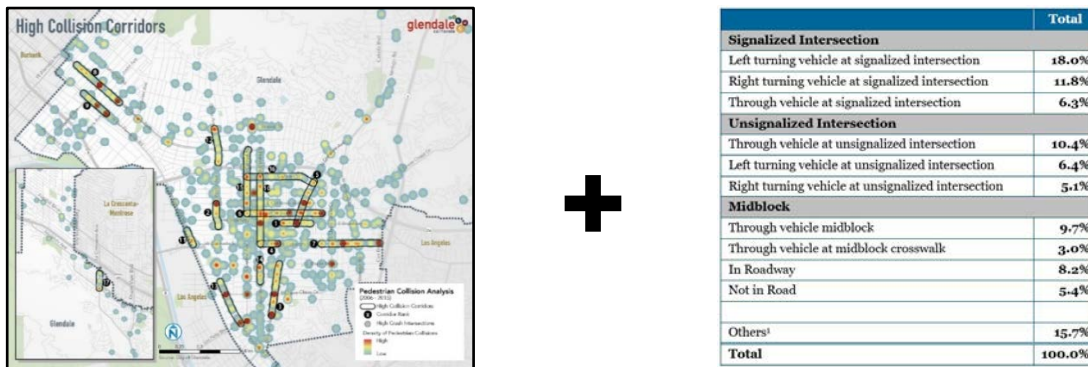 High Collision Corridors
glendale
Burbank
Glendale
La Crescenta-
Montrose
Los Angeles
Los Angeles
Glendale
Pedestrian Collision Analysis
High Collision Corridors
Corridor Rank
High Crash Intersections
Density of Pedestrian Collisions
High
Low
Total
Signalized Intersection
Left turning vehicle at signalized intersection 18.0%
Right turning vehicle at signalized intersection 11.8%
Through vehicle at signalized intersection 6.3%
Unsignalized Intersection
Through vehicle at unsignalized intersection 10.4%
Left turning vehicle at unsignalized intersection 6.4%
Right turning vehicle at unsignalized intersection 5.1%
Midblock
Through vehicle midblock 9.7%
Through vehicle at midblock crosswalk 3.0%
In Roadway 8.2%
Not in Road 5.4%
Others¹ 15.7%
Total 100.0%